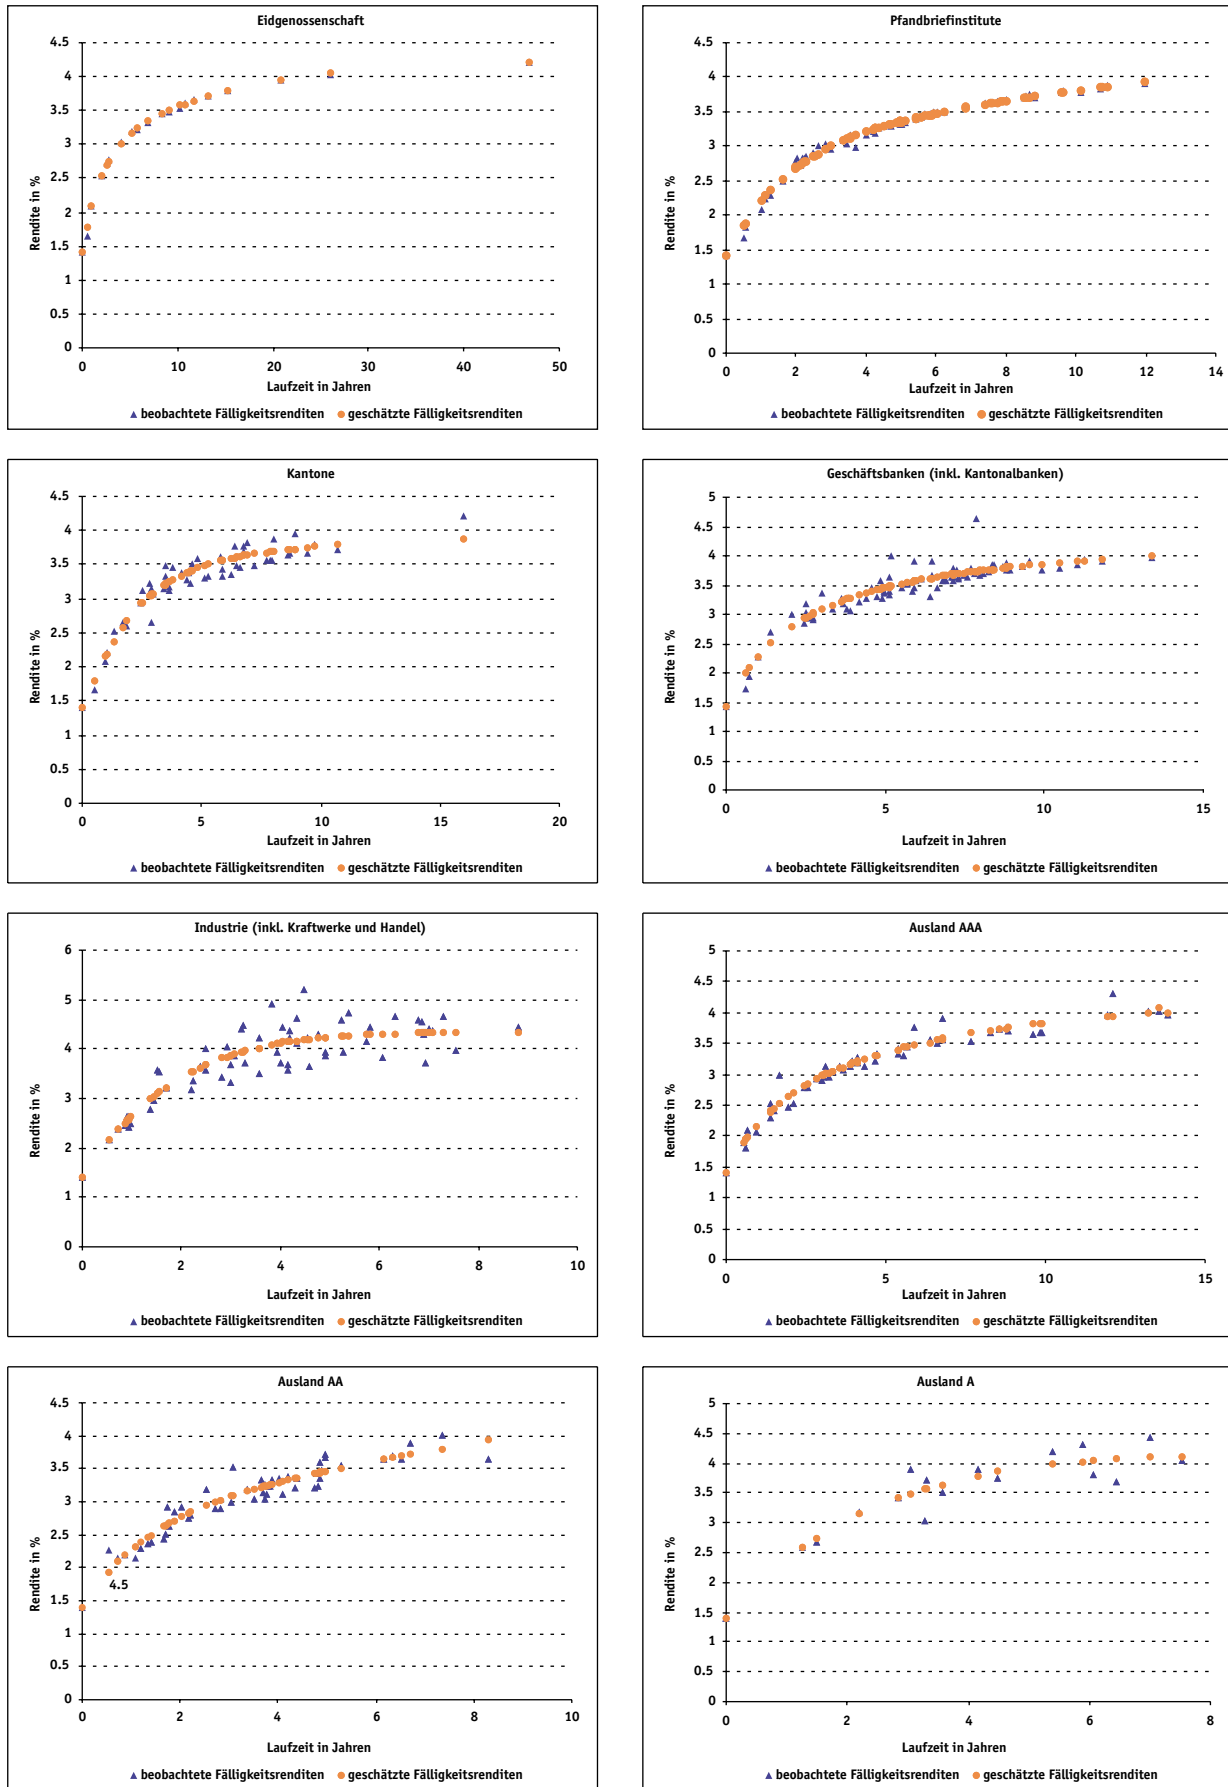 Eidgenossenschaft
Rendite in %
4.5
4
3.5
3
2.5
2
1.5
1
0.5
0
0 10 20 30 40 50
Laufzeit in Jahren
beobachtete Fälligkeitsrenditen geschätzte Fälligkeitsrenditen
Pfandbriefinstitute
Rendite in %
4.5
4
3.5
3
2.5
2
1.5
1
0.5
0
0 2 4 6 8 10 12 14
Laufzeit in Jahren
beobachtete Fälligkeitsrenditen geschätzte Fälligkeitsrenditen
Kantone
Rendite in %
4.5
4
3.5
3
2.5
2
1.5
1
0.5
0
0 5 10 15 20
Laufzeit in Jahren
beobachtete Fälligkeitsrenditen geschätzte Fälligkeitsrenditen
Geschäftsbanken (inkl. Kantonalbanken)
Rendite in %
5
4.5
4
3.5
3
2.5
2
1.5
1
0.5
0
0 5 10 15
Laufzeit in Jahren
beobachtete Fälligkeitsrenditen geschätzte Fälligkeitsrenditen
Industrie (inkl. Kraftwerke und Handel)
Rendite in %
6
5
4
3
2
1
0
0 2 4 6 8 10
Laufzeit in Jahren
beobachtete Fälligkeitsrenditen geschätzte Fälligkeitsrenditen
Ausland AAA
Rendite in %
5
4.5
4
3.5
3
2.5
2
1.5
1
0.5
0
0 5 10 15
Laufzeit in Jahren
beobachtete Fälligkeitsrenditen geschätzte Fälligkeitsrenditen
Ausland AA
Rendite in %
4.5
4
3.5
3
2.5
2
1.5
1
0.5
0
4.5
0 2 4 6 8 10
Laufzeit in Jahren
beobachtete Fälligkeitsrenditen geschätzte Fälligkeitsrenditen
Ausland A
Rendite in %
5
4.5
4
3.5
3
2.5
2
1.5
1
0.5
0
0 2 4 6 8
Laufzeit in Jahren
beobachtete Fälligkeitsrenditen geschätzte Fälligkeitsrenditen